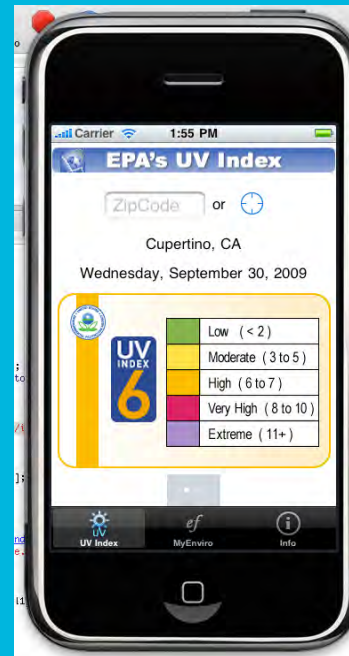 Carrier 1:55 PM
EPA's UV Index
ZipCode or
Cupertino, CA
Wednesday, September 30, 2009
UV
INDEX
6
Low ( < 2 )
Moderate ( 3 to 5 )
High ( 6 to 7 )
Very High ( 8 to 10 )
Extreme ( 11+ )
UV
UV Index
ef
MyEnviro
i
Info